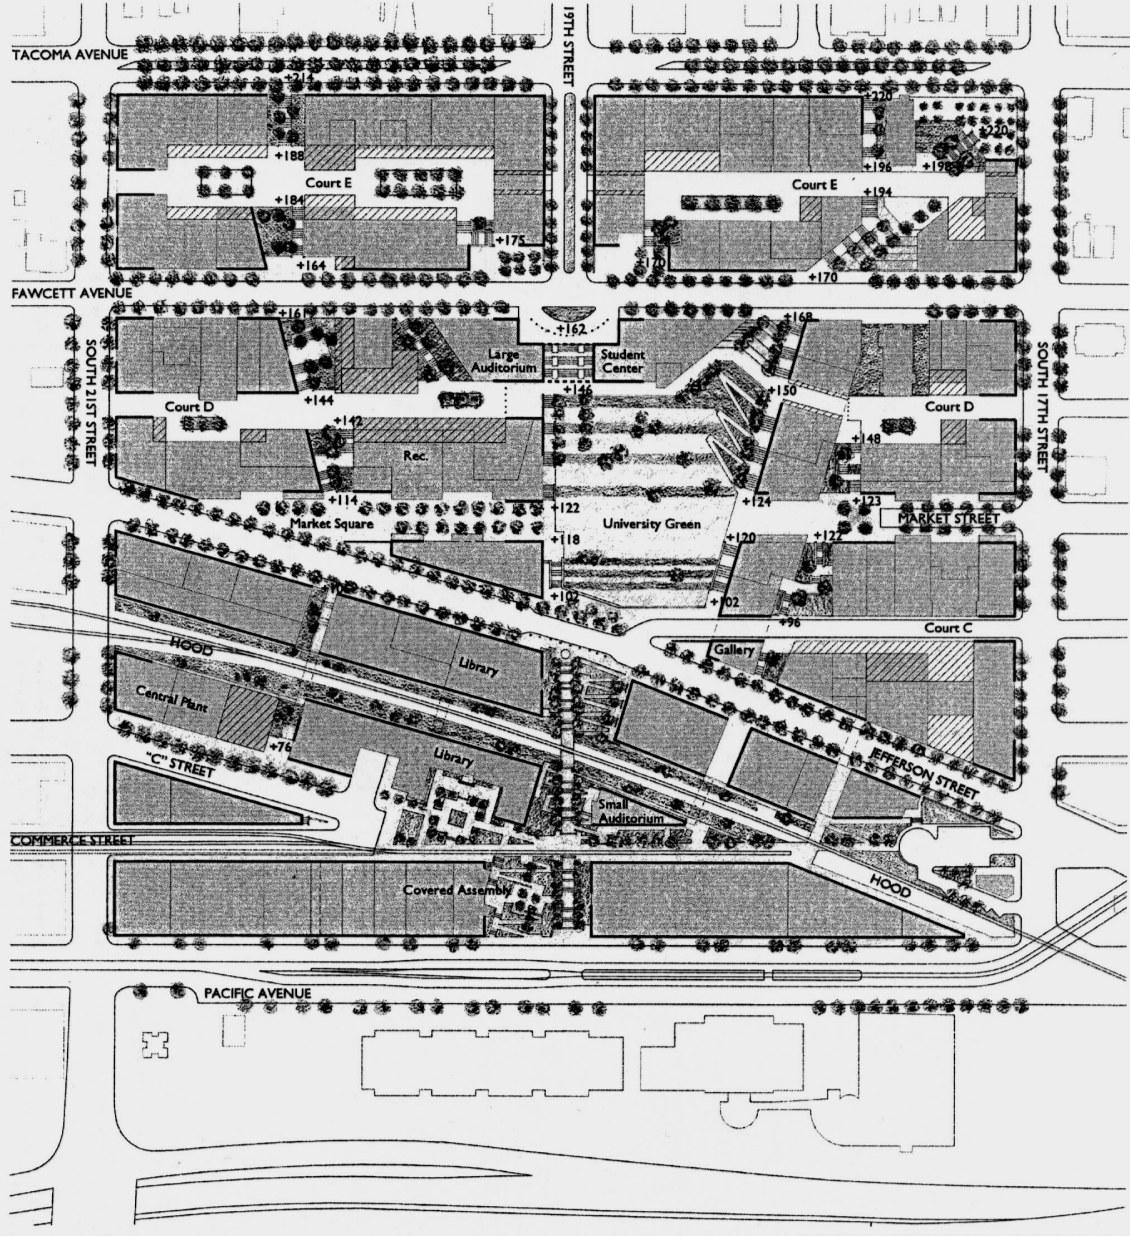 19TH STREET
TACOMA AVENUE
+214
+220
+220
+188
+196
+198
Court E
Court E
+184
+194
+175
+164
+170
+170
FAWCETT AVENUE
+161
+162
+168
SOUTH 21ST STREET
Large
Auditorium
Student
Center
SOUTH 17TH STREET
+146
+150
+144
Court D
Court D
+142
+148
Rec.
+114
+122
+124
+123
Market Square
University Green
MARKET STREET
+118
+120
+122
+102
+102
+96
Court C
HOOD
Gallery
Library
Central Plant
+76
Library
"C" STREET
JEFFERSON STREET
Small
Auditorium
COMMERCE STREET
HOOD
Covered Assembly
PACIFIC AVENUE